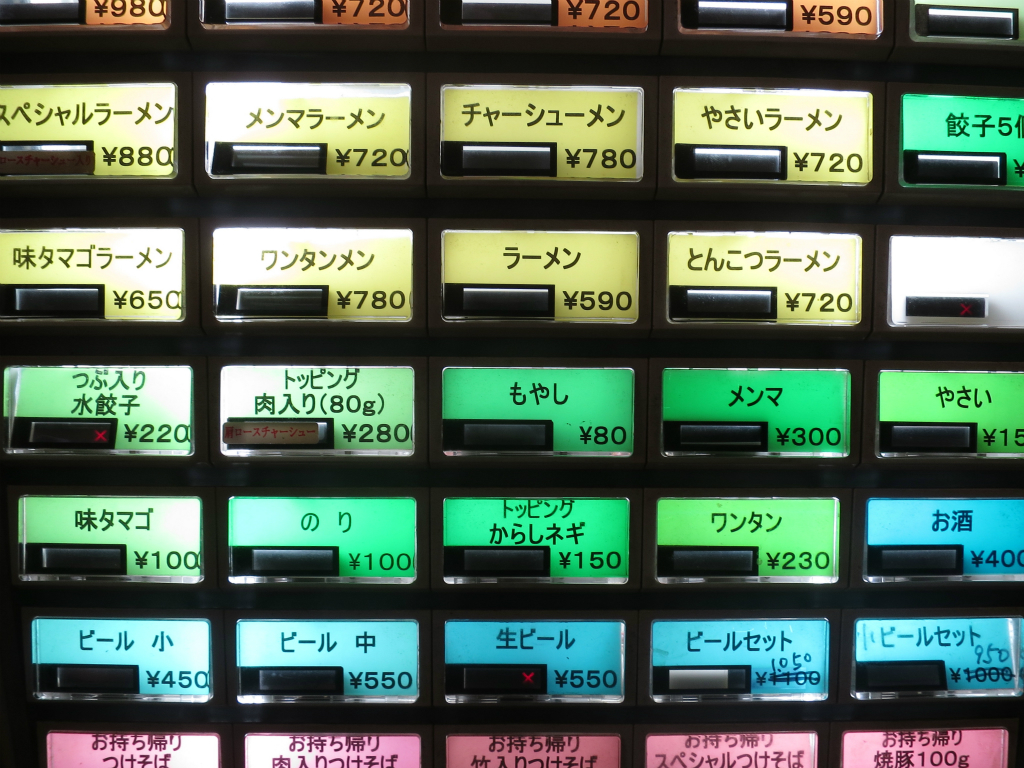 ¥980
¥720
¥720
¥590
スペシャルラーメン
ロースチャーシュー入り
¥880
メンマラーメン
¥720
チャーシューメン
¥780
やさいラーメン
¥720
餃子5個
¥
味タマゴラーメン
¥650
ワンタンメン
¥780
ラーメン
¥590
とんこつラーメン
¥720
×
つぶ入り
水餃子
× ¥220
トッピング
肉入り(80g)
肩ロースチャーシュー
¥280
もやし
¥80
メンマ
¥300
やさい
¥15
味タマゴ
¥100
のり
¥100
トッピング
からしネギ
¥150
ワンタン
¥230
お酒
¥400
ビール 小
¥450
ビール 中
¥550
生ビール
× ¥550
ビールセット
1050
¥1100
小ビールセット
950
¥1000
お持ち帰り
つけそば
お持ち帰り
肉入りつけそば
お持ち帰り
竹入りつけそば
お持ち帰り
スペシャルつけそば
お持ち帰り
焼豚100g